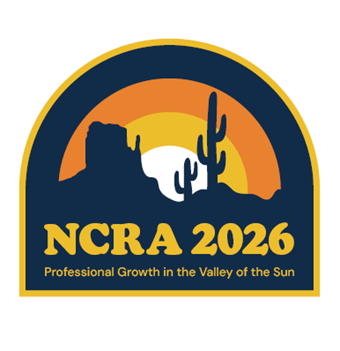 NCRA 2026
Professional Growth in the Valley of the Sun